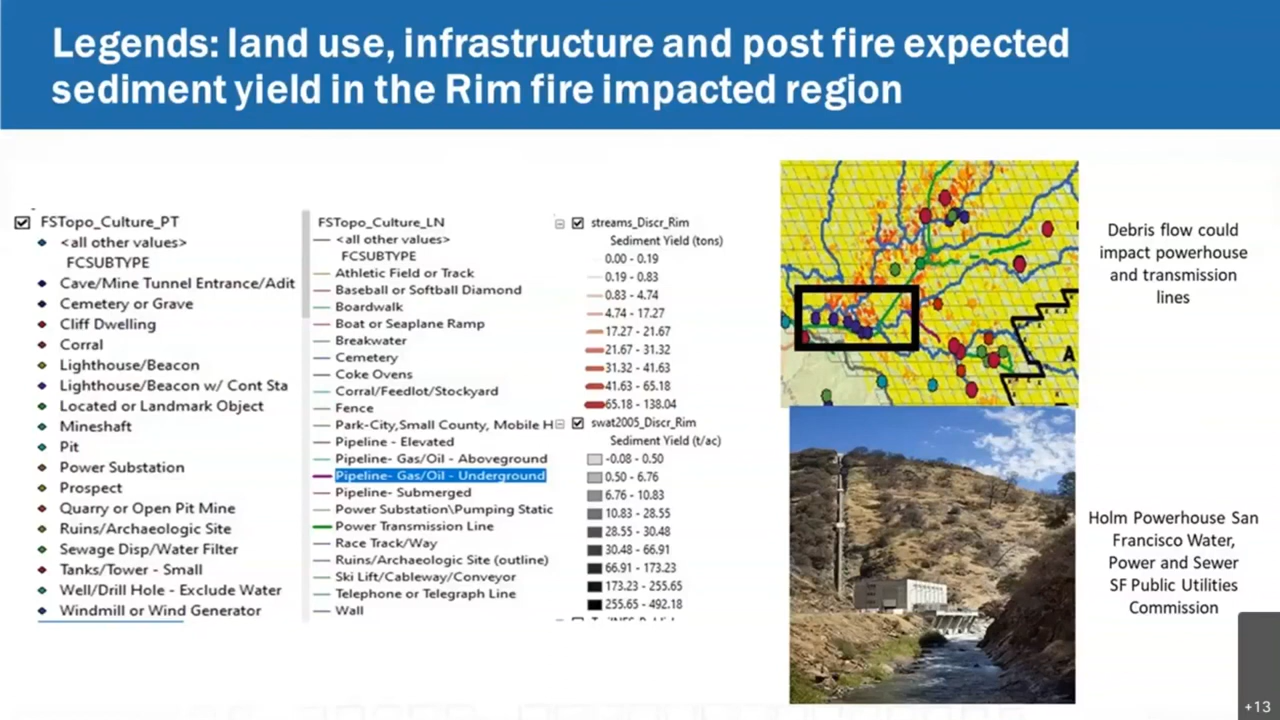 Legends: land use, infrastructure and post fire expected
sediment yield in the Rim fire impacted region
FSTopo_Culture_PT
<all other values>
FCSUBTYPE
Cave/Mine Tunnel Entrance/Adit
Cemetery or Grave
Cliff Dwelling
Corral
Lighthouse/Beacon
Lighthouse/Beacon w/ Cont Sta
Located or Landmark Object
Mineshaft
Pit
Power Substation
Prospect
Quarry or Open Pit Mine
Ruins/Archaeologic Site
Sewage Disp/Water Filter
Tanks/Tower - Small
Well/Drill Hole - Exclude Water
Windmill or Wind Generator
FSTopo_Culture_LN
<all other values>
FCSUBTYPE
Athletic Field or Track
Baseball or Softball Diamond
Boardwalk
Boat or Seaplane Ramp
Breakwater
Cemetery
Coke Ovens
Corral/Feedlot/Stockyard
Fence
Park-City,Small County, Mobile H
Pipeline - Elevated
Pipeline- Gas/Oil - Aboveground
Pipeline- Gas/Oil - Underground
Pipeline- Submerged
Power Substation\Pumping Static
Power Transmission Line
Race Track/Way
Ruins/Archaeologic Site (outline)
Ski Lift/Cableway/Conveyor
Telephone or Telegraph Line
Wall
streams_Discr_Rim
Sediment Yield (tons)
0.00 - 0.19
0.19 - 0.83
0.83 - 4.74
4.74 - 17.27
17.27 - 21.67
21.67 - 31.32
31.32 - 41.63
41.63 - 65.18
65.18 - 138.04
swat2005_Discr_Rim
Sediment Yield (t/ac)
-0.08 - 0.50
0.50 - 6.76
6.76 - 10.83
10.83 - 28.55
28.55 - 30.48
30.48 - 66.91
66.91 - 173.23
173.23 - 255.65
255.65 - 492.18
A
Debris flow could
impact powerhouse
and transmission
lines
Holm Powerhouse San
Francisco Water,
Power and Sewer
SF Public Utilities
Commission
+13